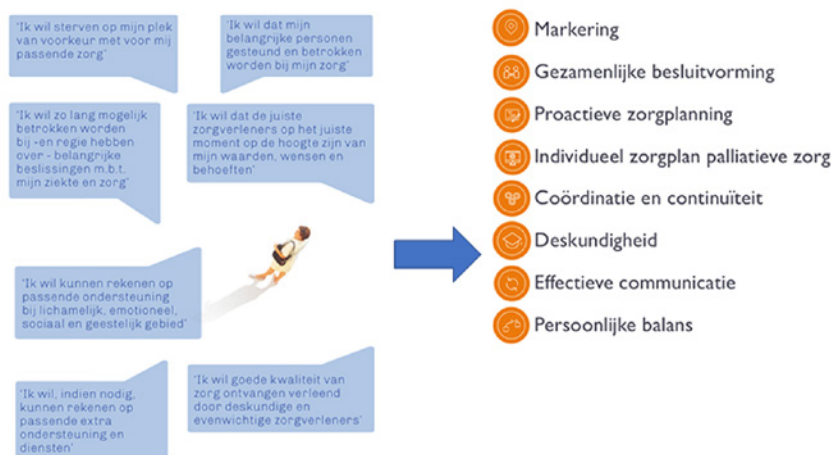 'Ik wil sterven op mijn plek
van voorkeur met voor mij
passende zorg'
'Ik wil dat mijn
belangrijke personen
gesteund en betrokken
worden bij mijn zorg'
'Ik wil zo lang mogelijk
betrokken worden
bij -en regie hebben
over - belangrijke
beslissingen m.b.t.
mijn ziekte en zorg'
'Ik wil dat de juiste
zorgverleners op het juiste
moment op de hoogte zijn van
mijn waarden, wensen en
behoeften'
'Ik wil kunnen rekenen op
passende ondersteuning
bij lichamelijk, emotioneel,
sociaal en geestelijk gebied'
'Ik wil, indien nodig,
kunnen rekenen op
passende extra
ondersteuning en
diensten'
'Ik wil goede kwaliteit van
zorg ontvangen verleend
door deskundige en
evenwichtige zorgverleners'
Markering
Gezamenlijke besluitvorming
Proactieve zorgplanning
Individueel zorgplan palliatieve zorg
Coördinatie en continuïteit
Deskundigheid
Effectieve communicatie
Persoonlijke balans